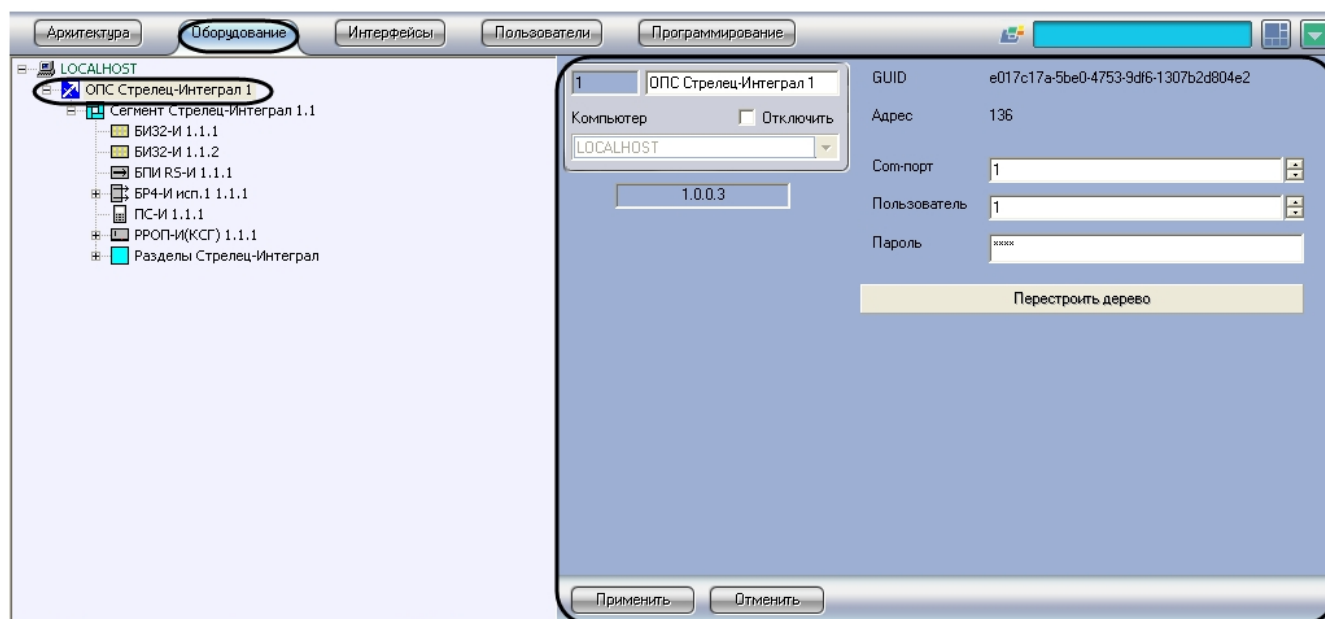 Архитектура Оборудование Интерфейсы Пользователи Программирование
LOCALHOST
ОПС Стрелец-Интеграл 1
Сегмент Стрелец-Интеграл 1.1
БИ32-И 1.1.1
БИ32-И 1.1.2
БПИ RS-И 1.1.1
БР4-И исп.1 1.1.1
ПС-И 1.1.1
РРОП-И(КСГ) 1.1.1
Разделы Стрелец-Интеграл
1 ОПС Стрелец-Интеграл 1
Компьютер Отключить
LOCALHOST
1.0.0.3
GUID e017c17a-5be0-4753-9df6-1307b2d804e2
Адрес 136
Com-порт 1
Пользователь 1
Пароль ****
Перестроить дерево
Применить Отменить